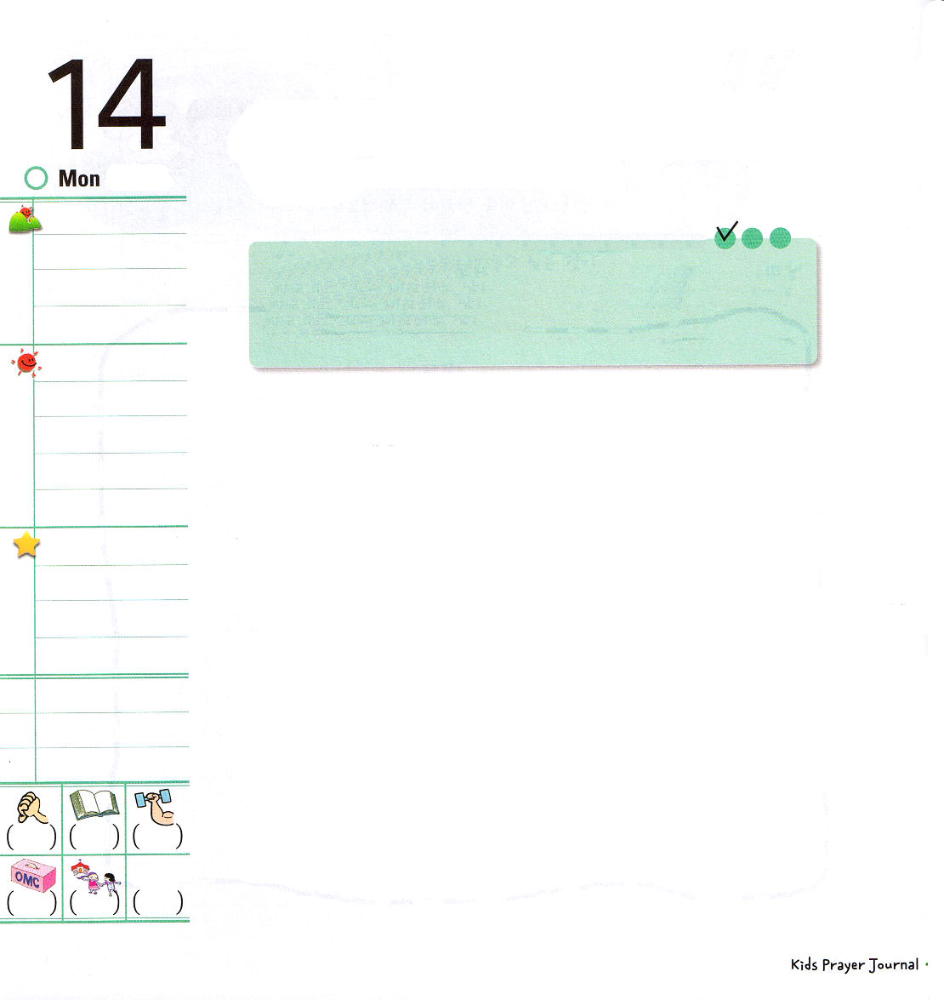 14
Mon
( ) ( ) ( )
OMC
( ) ( ) ( )
Kids Prayer Journal